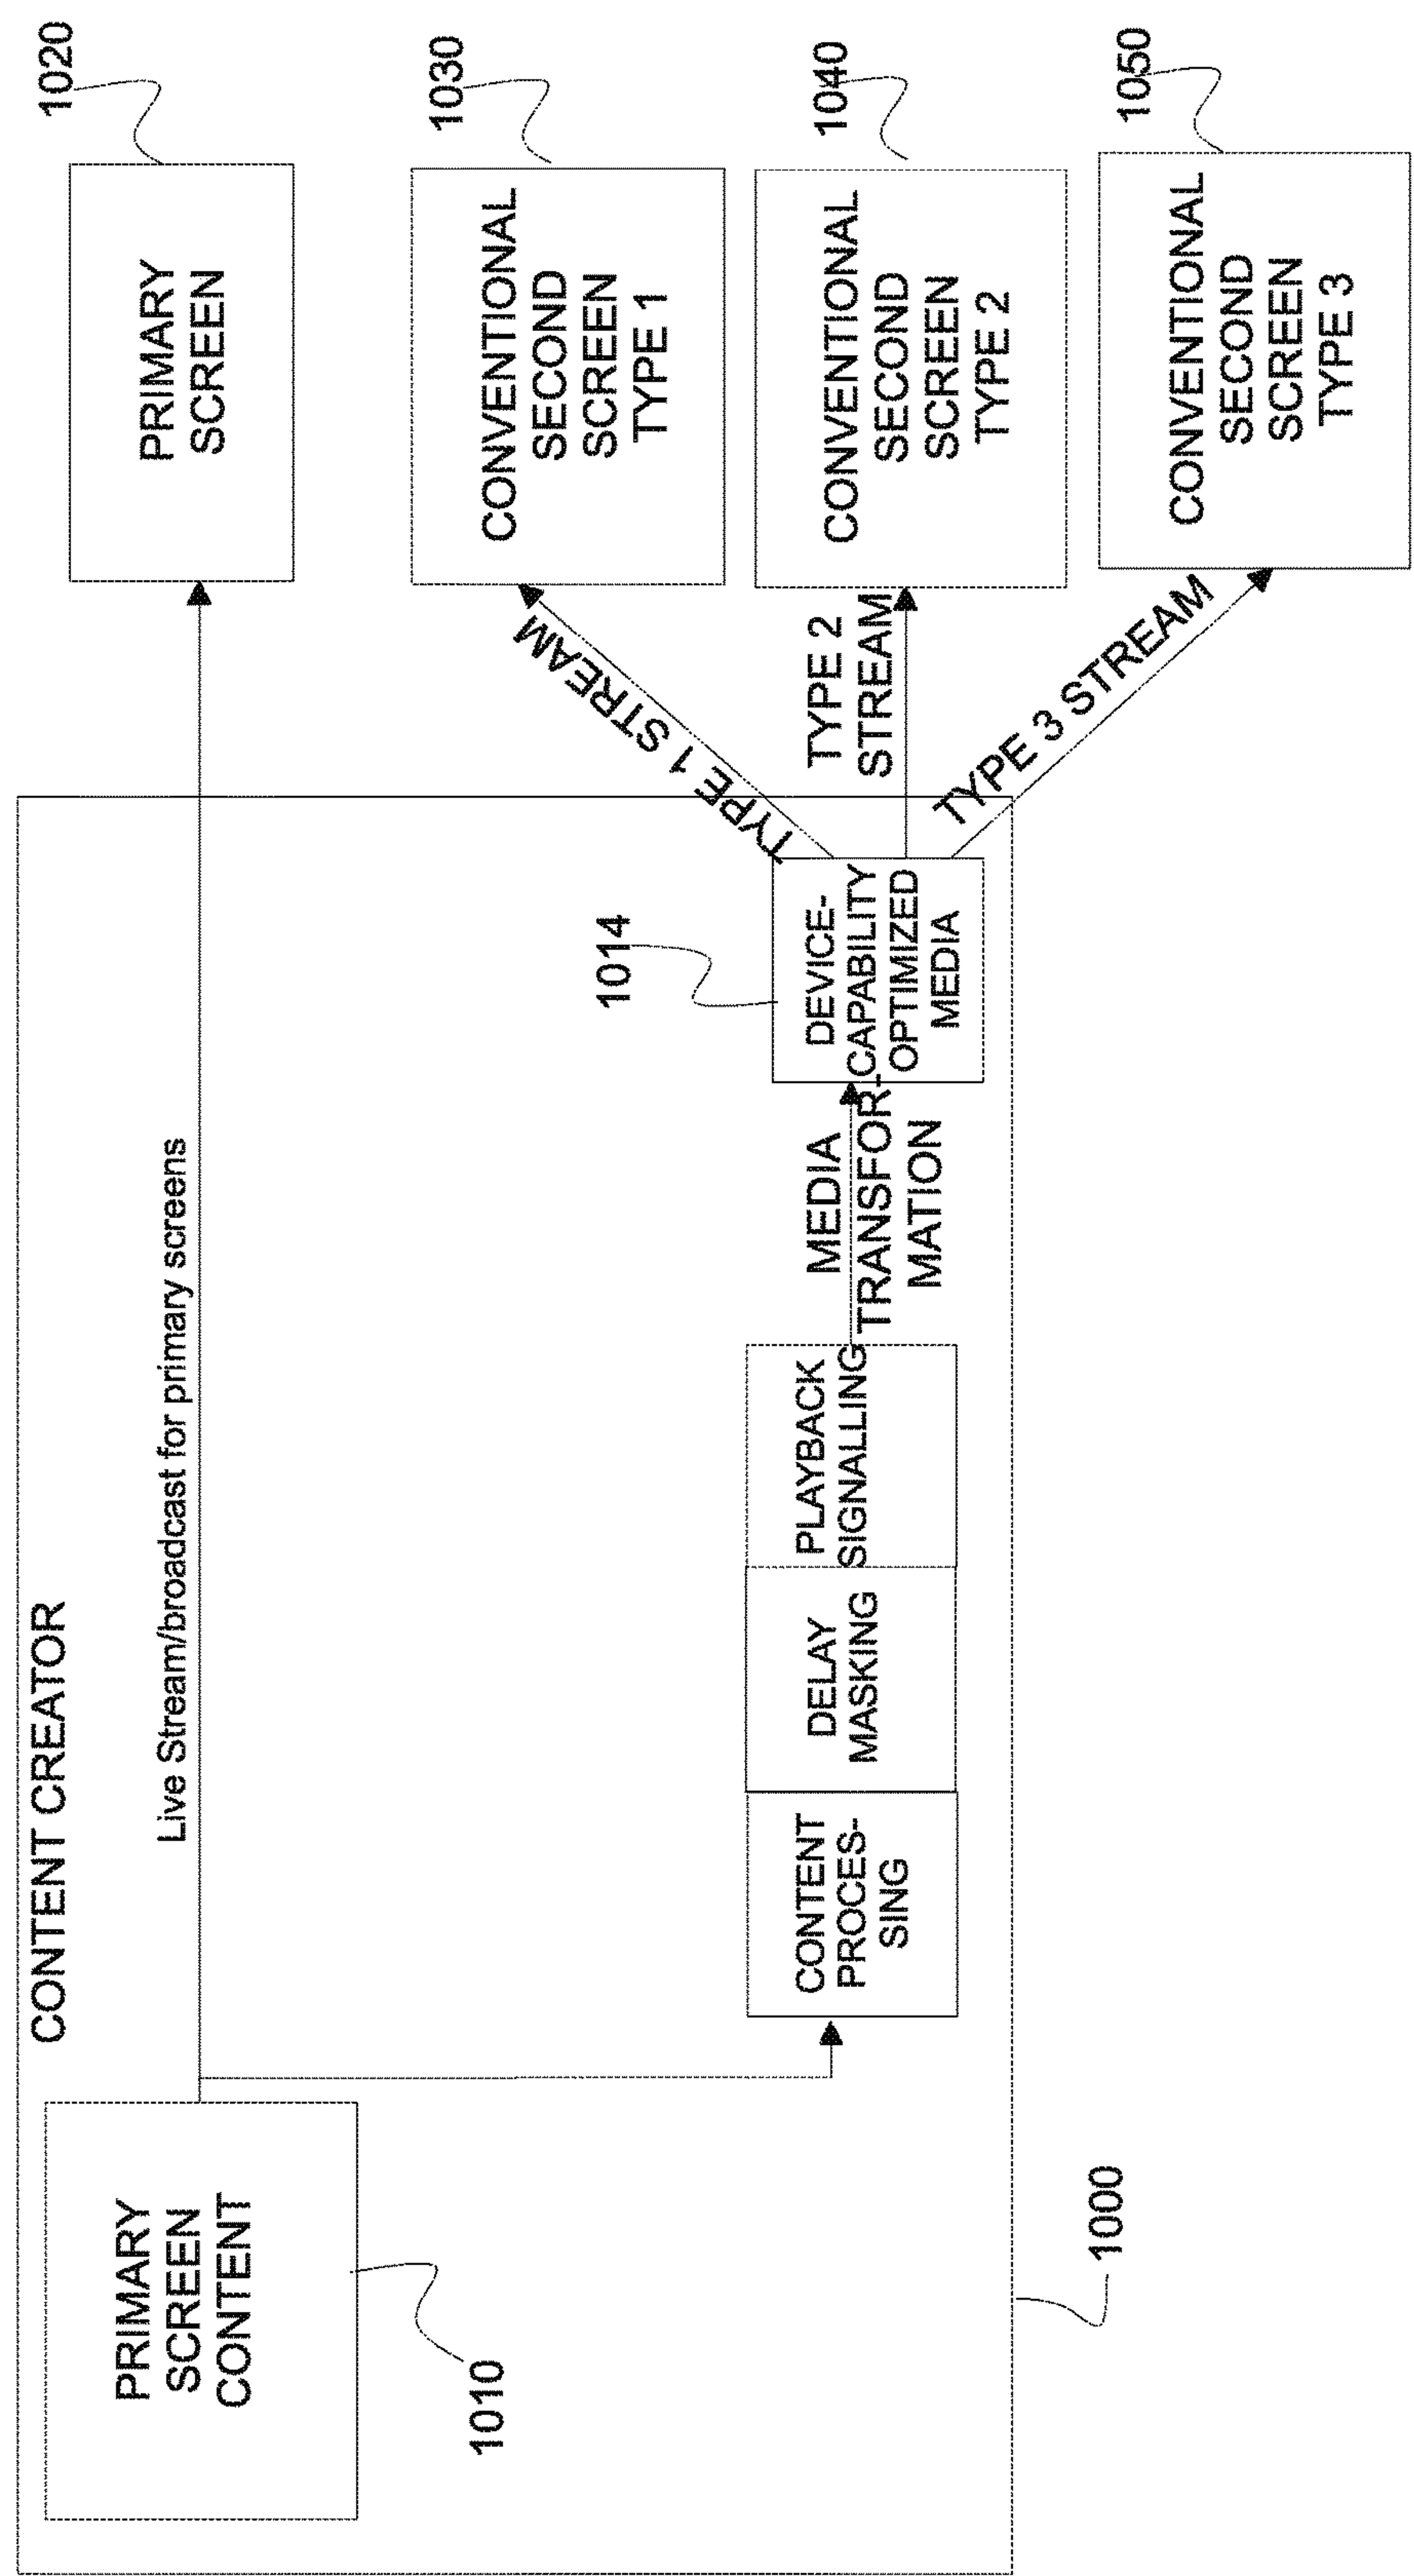 CONTENT CREATOR
PRIMARY
SCREEN
CONTENT
1010
Live Stream/broadcast for primary screens
PRIMARY
SCREEN
1020
CONTENT
PROCES-
SING
DELAY
MASKING
PLAYBACK
SIGNALLING
MEDIA
TRANSFOR-
MATION
DEVICE-
CAPABILITY
OPTIMIZED
MEDIA
1014
TYPE 1 STREAM
TYPE 2
STREAM
TYPE 3 STREAM
CONVENTIONAL
SECOND
SCREEN
TYPE 1
1030
CONVENTIONAL
SECOND
SCREEN
TYPE 2
1040
CONVENTIONAL
SECOND
SCREEN
TYPE 3
1050
1000